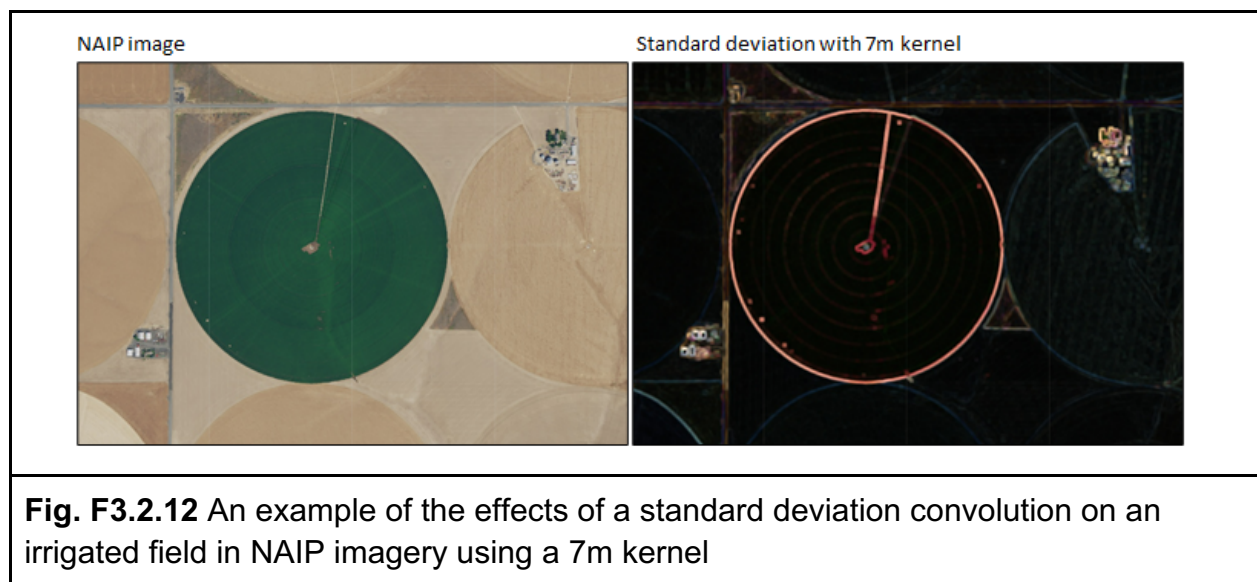 NAIP image
Standard deviation with 7m kernel
Fig. F3.2.12 An example of the effects of a standard deviation convolution on an
irrigated field in NAIP imagery using a 7m kernel